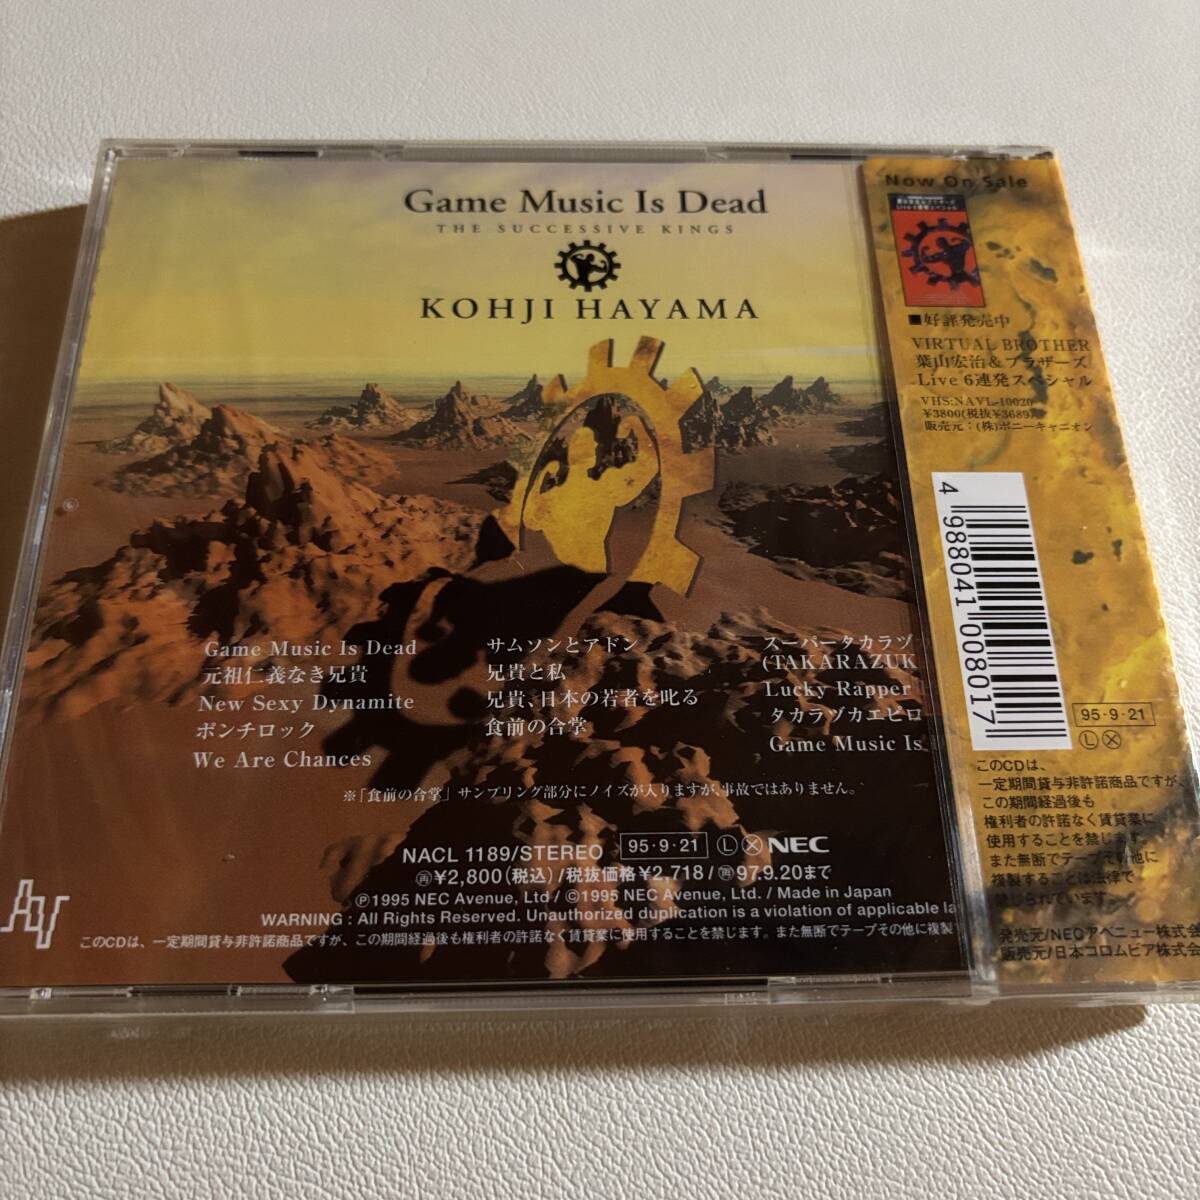 Game Music Is Dead
THE SUCCESSIVE KINGS
KOHJI HAYAMA
Game Music Is Dead
元祖仁義なき兄貴
New Sexy Dynamite
ポンチロック
We Are Chances
サムソンとアドン
兄貴と私
兄貴、日本の若者を叱る
食前の合掌
スーパータカラヅ
(TAKARAZUK
Lucky Rapper
タカラヅカエピロ
Game Music Is
※「食前の合掌」サンプリング部分にノイズが入りますが、事故ではありません。
NACL 1189/STEREO 95·9·21 Ⓛ Ⓧ NEC
㊢¥2,800(税込)/税抜価格¥2,718/ 97.9.20まで
Ⓟ1995 NEC Avenue, Ltd / ©1995 NEC Avenue, Ltd. / Made in Japan
WARNING : All Rights Reserved. Unauthorized duplication is a violation of applicable la
このCDは、一定期間貸与非許諾商品ですが、この期間経過後も権利者の許諾なく賃貸業に使用することを禁じます。また無断でテープその他に複製
AV
Now On Sale
■好評発売中
VIRTUAL BROTHER
葉山宏治&ブラザーズ
Live 6連発スペシャル
VHS:NAVL-10020
¥3800(税抜¥3689)
販売元：(株)ポニーキャニオン
4 988041 008017
95·9·21
Ⓛ Ⓧ
このCDは、
一定期間貸与非許諾商品ですが、
この期間経過後も
権利者の許諾なく賃貸業に
使用することを禁じます。
また無断でテープその他に
複製することは法律で
禁じられています。
発売元/NECアベニュー株式会
販売元/日本コロムビア株式会